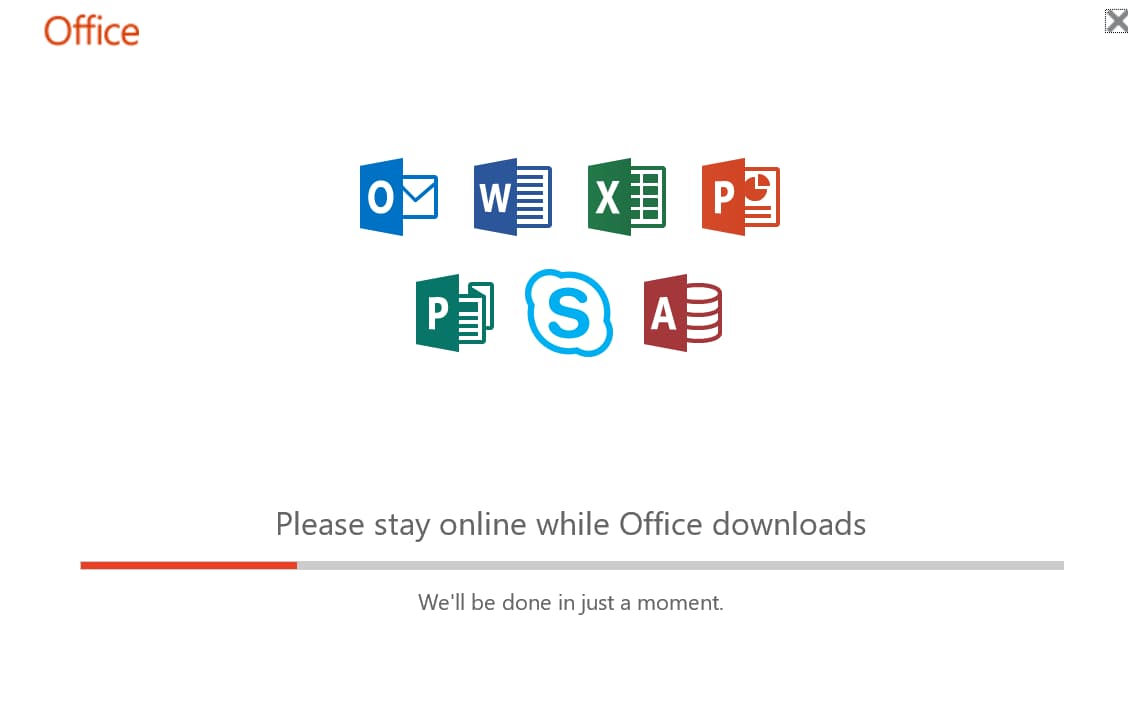 Office
O W X P
P S A
Please stay online while Office downloads
We'll be done in just a moment.